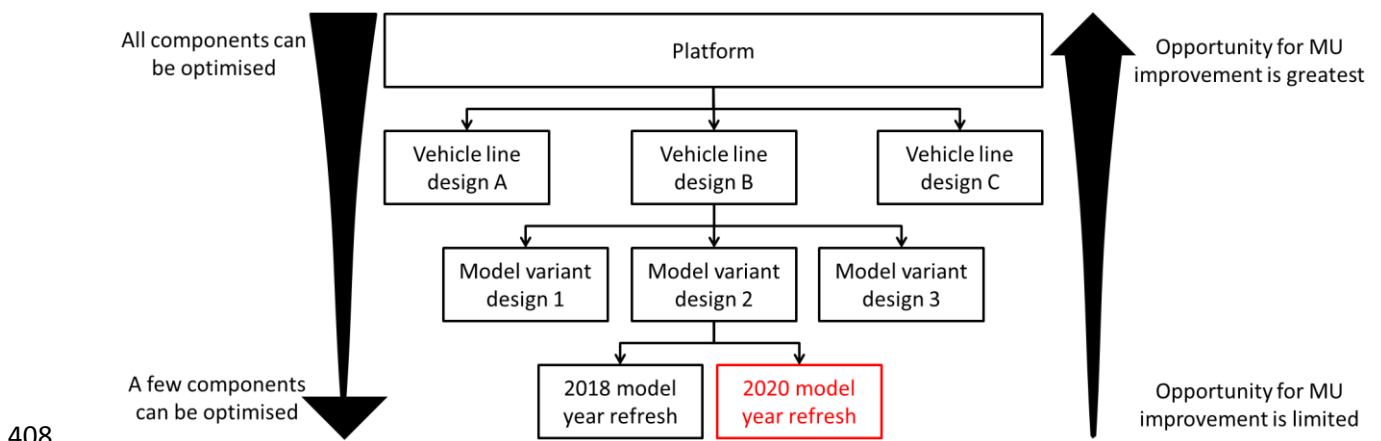 All components can
be optimised
Platform
Opportunity for MU
improvement is greatest
Vehicle line
design A
Vehicle line
design B
Vehicle line
design C
Model variant
design 1
Model variant
design 2
Model variant
design 3
A few components
can be optimised
2018 model
year refresh
2020 model
year refresh
Opportunity for MU
improvement is limited
408